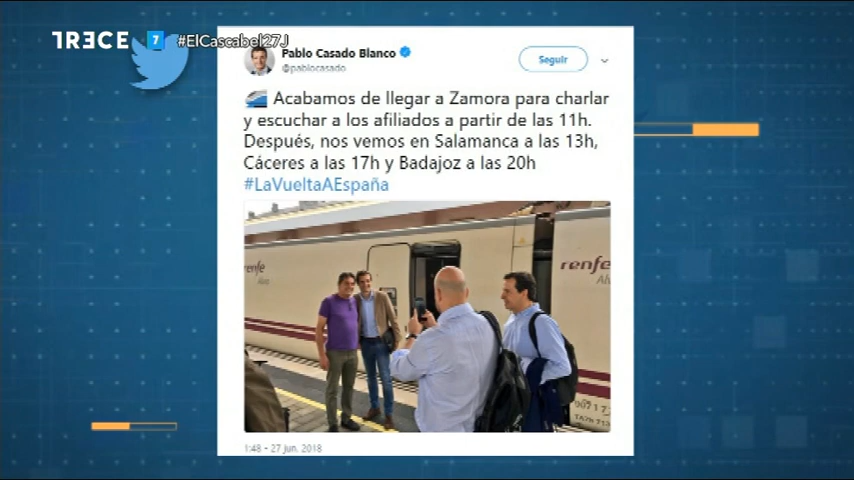 TRECE 7 #ElCascabel27J
Pablo Casado Blanco
@pablocasado
Seguir
Acabamos de llegar a Zamora para charlar
y escuchar a los afiliados a partir de las 11h.
Después, nos vemos en Salamanca a las 13h,
Cáceres a las 17h y Badajoz a las 20h
#LaVueltaAEspaña
renfe
Alvia
renfe
1:48 - 27 jun. 2018